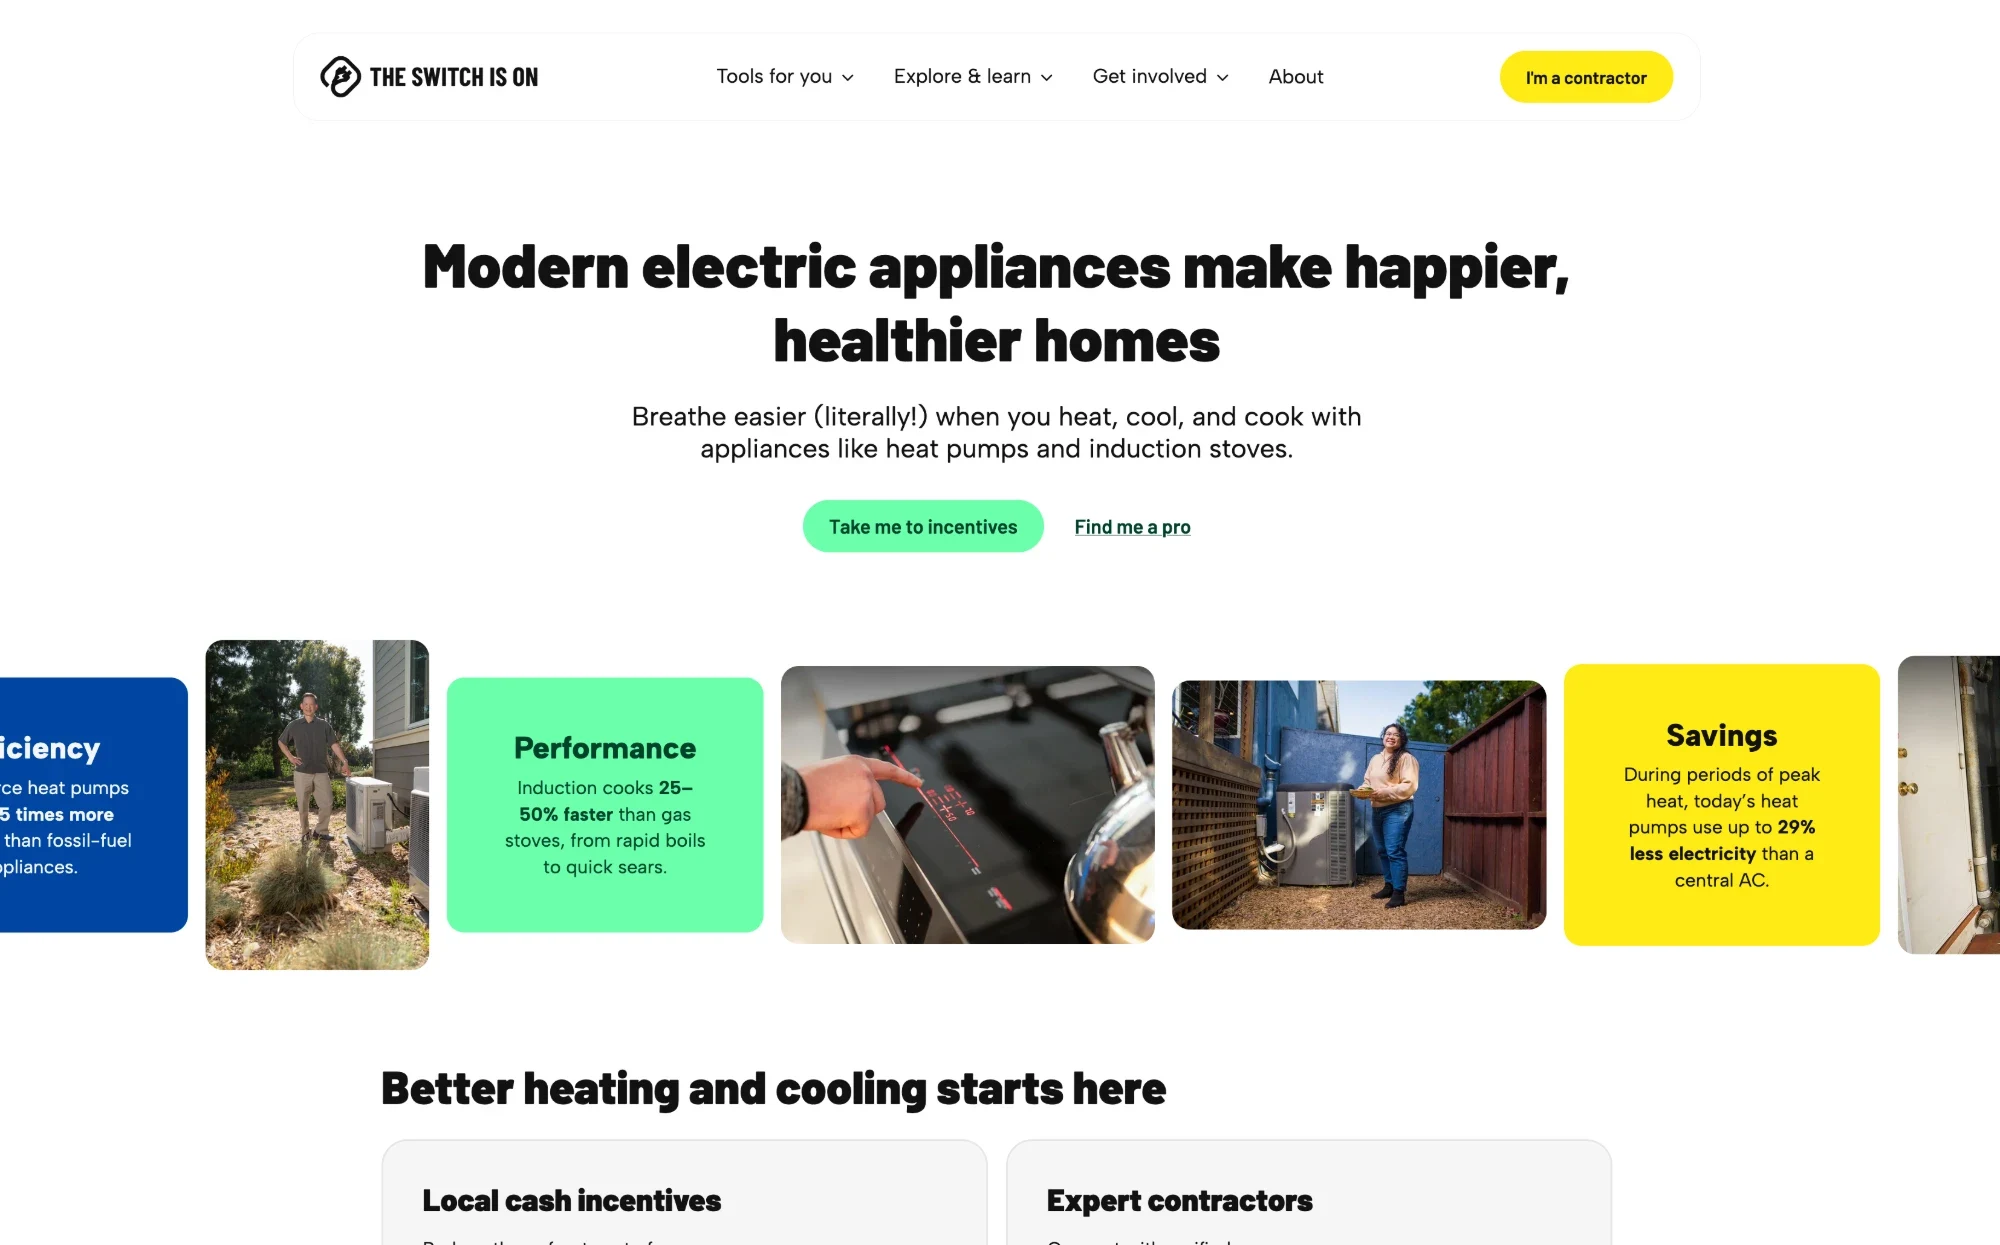 THE SWITCH IS ON
Tools for you
Explore & learn
Get involved
About
I'm a contractor
Modern electric appliances make happier,
healthier homes
Breathe easier (literally!) when you heat, cool, and cook with
appliances like heat pumps and induction stoves.
Take me to incentives
Find me a pro
heat pumps
5 times more
than fossil-fuel
Performance
Induction cooks 25–
50% faster than gas
stoves, from rapid boils
to quick sears.
Savings
During periods of peak
heat, today's heat
pumps use up to 29%
less electricity than a
central AC.
Better heating and cooling starts here
Local cash incentives
Expert contractors